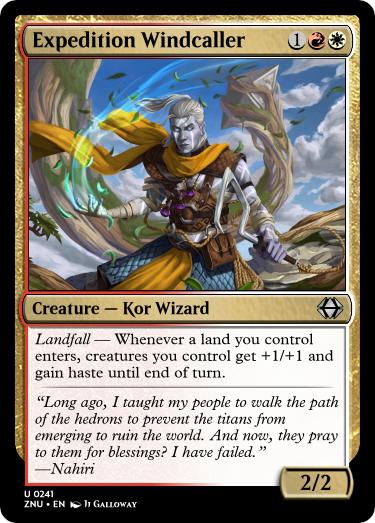 Expedition Windcaller 1
Creature — Kor Wizard
Landfall — Whenever a land you control
enters, creatures you control get +1/+1 and
gain haste until end of turn.
“Long ago, I taught my people to walk the path
of the hedrons to prevent the titans from
emerging to ruin the world. And now, they pray
to them for blessings? I have failed.”
—Nahiri
2/2
U 0241
ZNU • EN Galloway